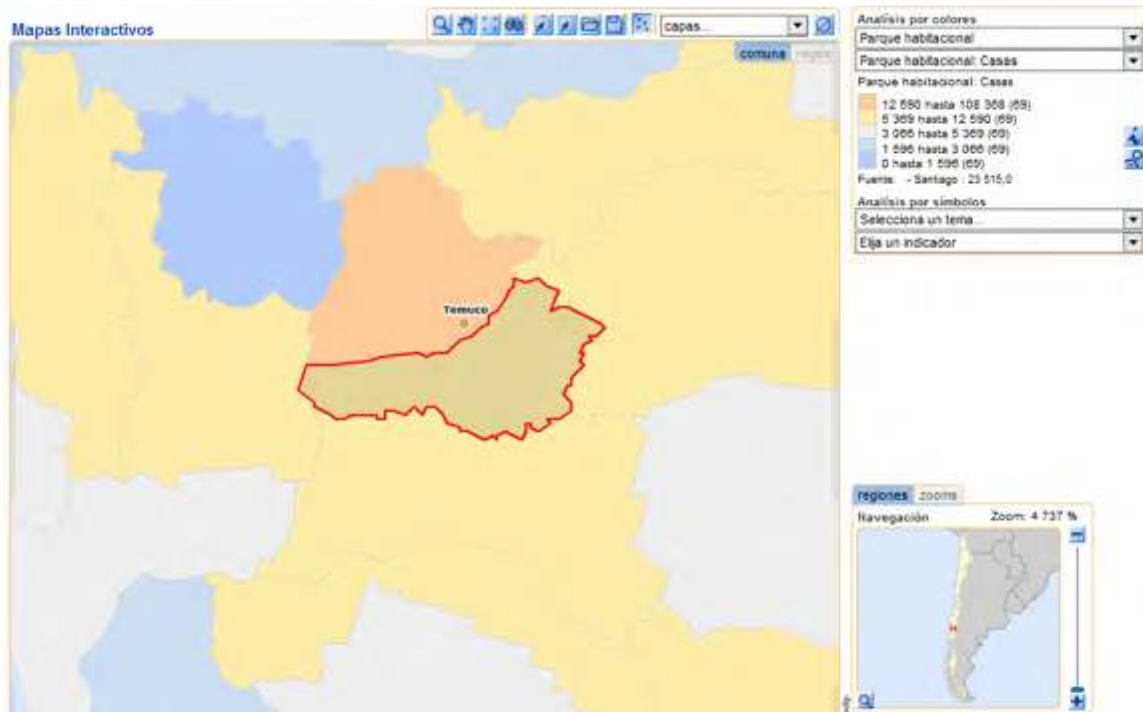 Mapas Interactivos
capas...
comuna región
Temuco
Analisis por colores
Parque habitacional
Parque habitacional: Casas
Parque habitacional: Casas
12 590 hasta 108 368 (69)
5 369 hasta 12 590 (69)
3 066 hasta 5 369 (69)
1 596 hasta 3 066 (69)
0 hasta 1 596 (69)
Fuente: - Santiago : 23 515,0
Analisis por símbolos
Selecciona un tema...
Elija un indicador
regiones zooms
Navegación Zoom: 4 737 %